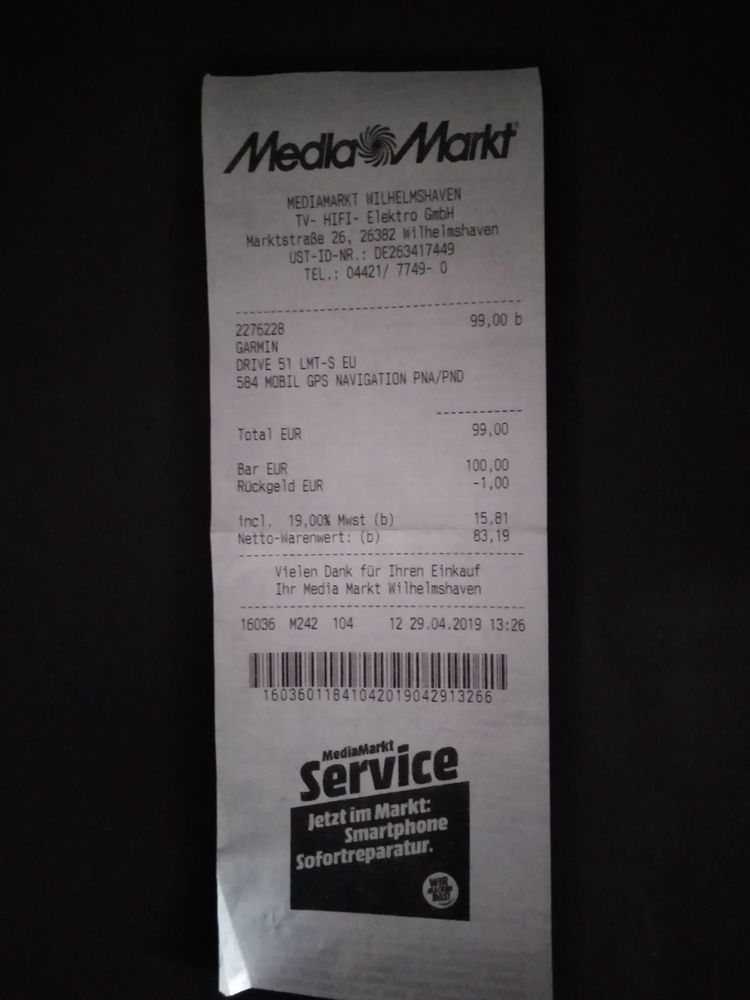 MediaMarkt
MEDIAMARKT WILHELMSHAVEN
TV- HIFI- Elektro GmbH
Marktstraße 26, 26382 Wilhelmshaven
UST-ID-NR.: DE263417449
TEL.: 04421/ 7749- 0
2276228 99,00 b
GARMIN
DRIVE 51 LMT-S EU
584 MOBIL GPS NAVIGATION PNA/PND
Total EUR 99,00
Bar EUR 100,00
Rückgeld EUR -1,00
incl. 19,00% Mwst (b) 15,81
Netto-Warenwert: (b) 83,19
Vielen Dank für Ihren Einkauf
Ihr Media Markt Wilhelmshaven
16036 M242 104 12 29.04.2019 13:26
16036011841042019042913266
MediaMarkt
Service
Jetzt im Markt:
Smartphone
Sofortreparatur.
WIR
MACHEN
DAS!